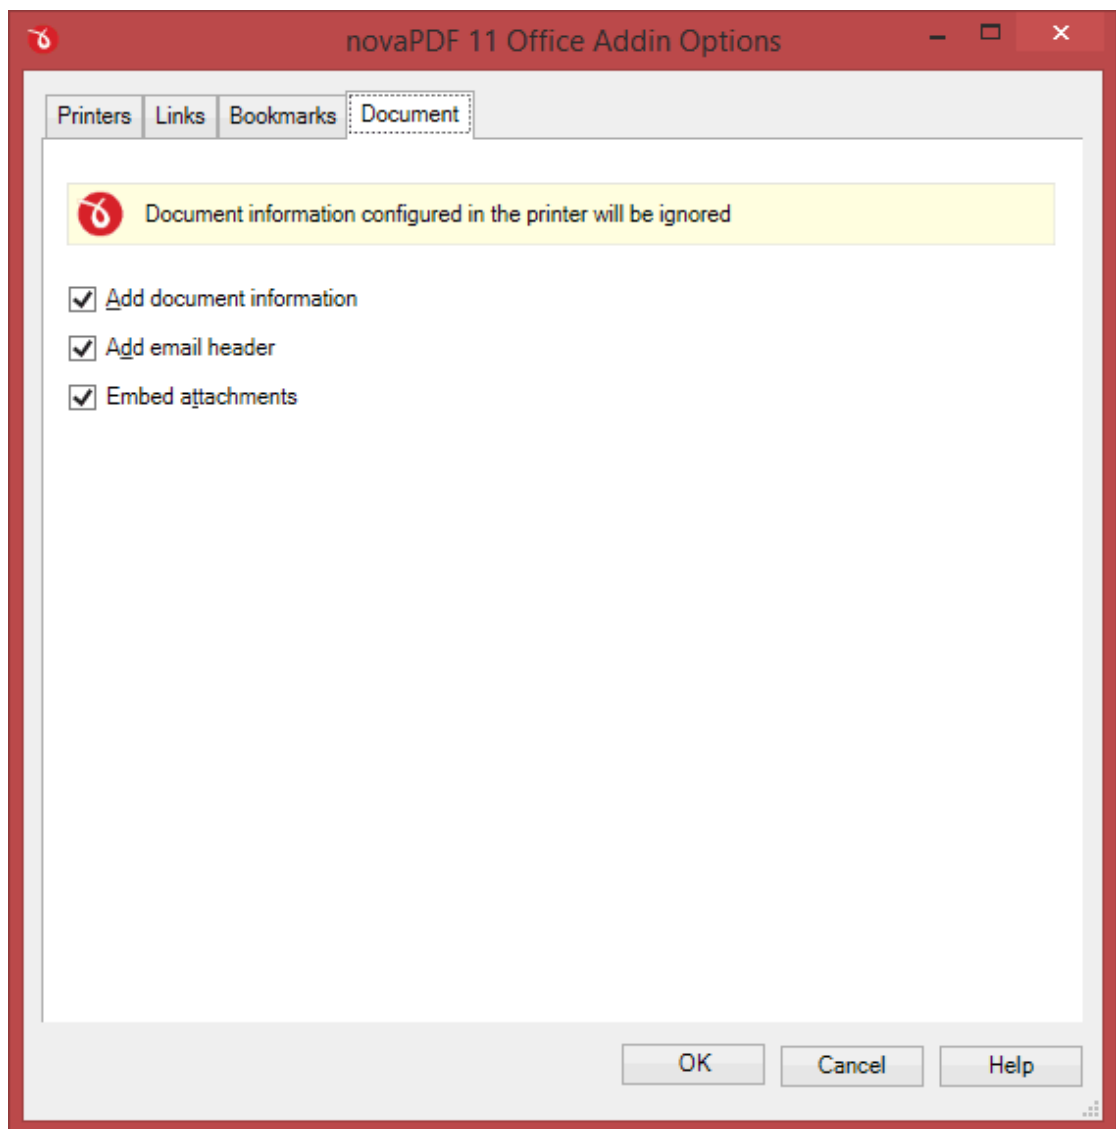 novaPDF 11 Office Addin Options
Printers Links Bookmarks Document
Document information configured in the printer will be ignored
Add document information
Add email header
Embed attachments
OK Cancel Help